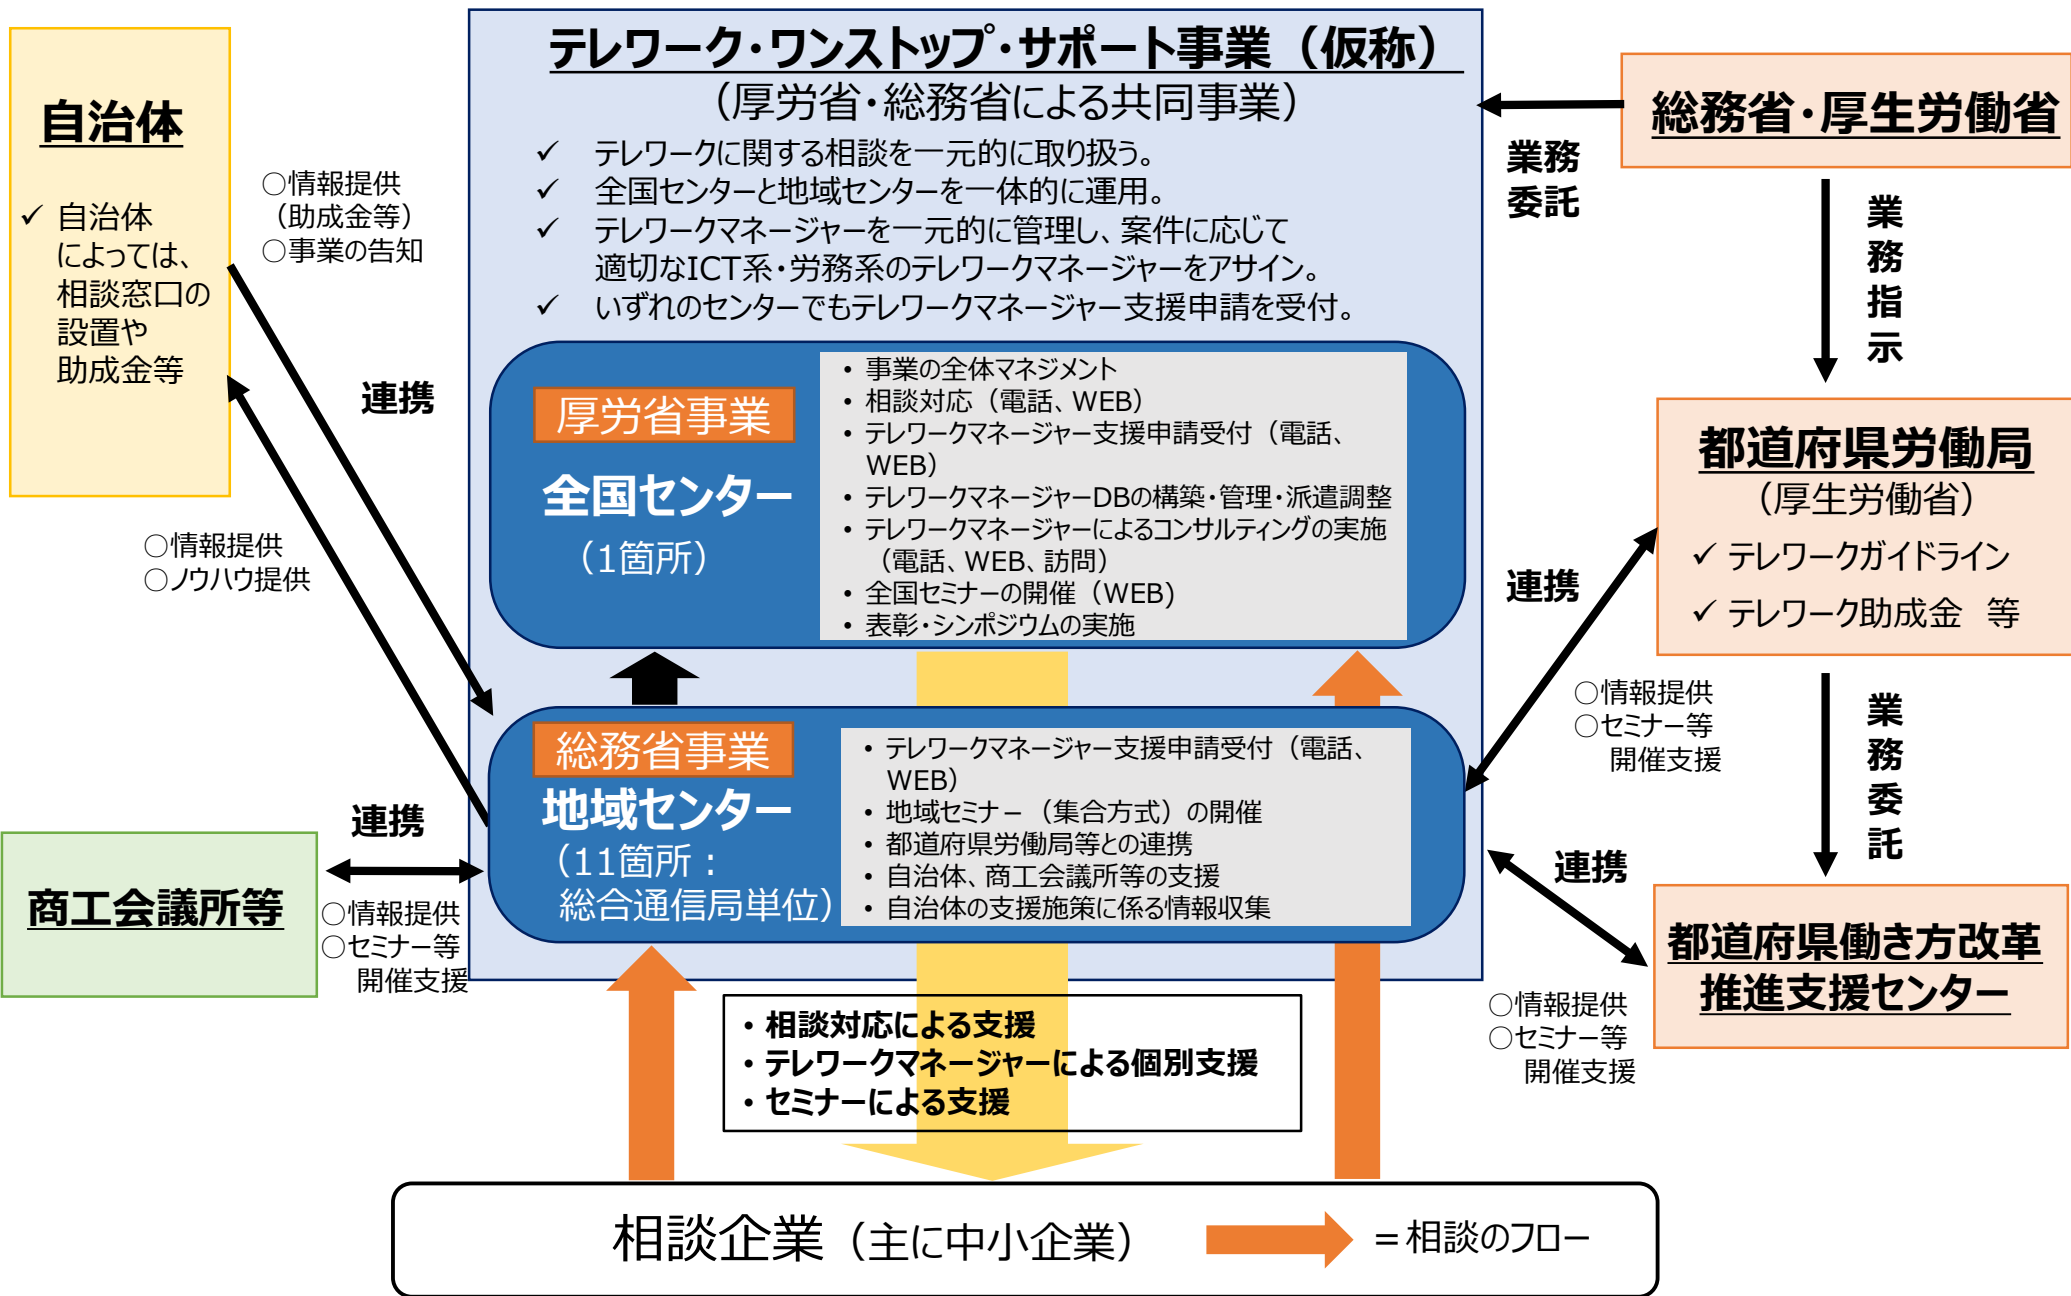 テレワーク・ワンストップ・サポート事業（仮称）
（厚労省・総務省による共同事業）
✓ テレワークに関する相談を一元的に取り扱う。
✓ 全国センターと地域センターを一体的に運用。
✓ テレワークマネージャーを一元的に管理し、案件に応じて
適切なICT系・労務系のテレワークマネージャーをアサイン。
✓ いずれのセンターでもテレワークマネージャー支援申請を受付。
自治体
✓ 自治体
によっては、
相談窓口の
設置や
助成金等
○情報提供
（助成金等）
○事業の告知
連携
○情報提供
○ノウハウ提供
厚労省事業
全国センター
（1箇所）
• 事業の全体マネジメント
• 相談対応（電話、WEB）
• テレワークマネージャー支援申請受付（電話、
WEB）
• テレワークマネージャーDBの構築・管理・派遣調整
• テレワークマネージャーによるコンサルティングの実施
（電話、WEB、訪問）
• 全国セミナーの開催（WEB)
• 表彰・シンポジウムの実施
総務省事業
地域センター
（11箇所：
総合通信局単位）
• テレワークマネージャー支援申請受付（電話、
WEB）
• 地域セミナ－（集合方式）の開催
• 都道府県労働局等との連携
• 自治体、商工会議所等の支援
• 自治体の支援施策に係る情報収集
連携
商工会議所等
○情報提供
○セミナー等
開催支援
総務省・厚生労働省
業務
委託
業務指示
都道府県労働局
（厚生労働省）
✓ テレワークガイドライン
✓ テレワーク助成金 等
連携
○情報提供
○セミナー等
開催支援
業務委託
連携
都道府県働き方改革
推進支援センター
○情報提供
○セミナー等
開催支援
・相談対応による支援
・テレワークマネージャーによる個別支援
・セミナーによる支援
相談企業（主に中小企業）
＝相談のフロー